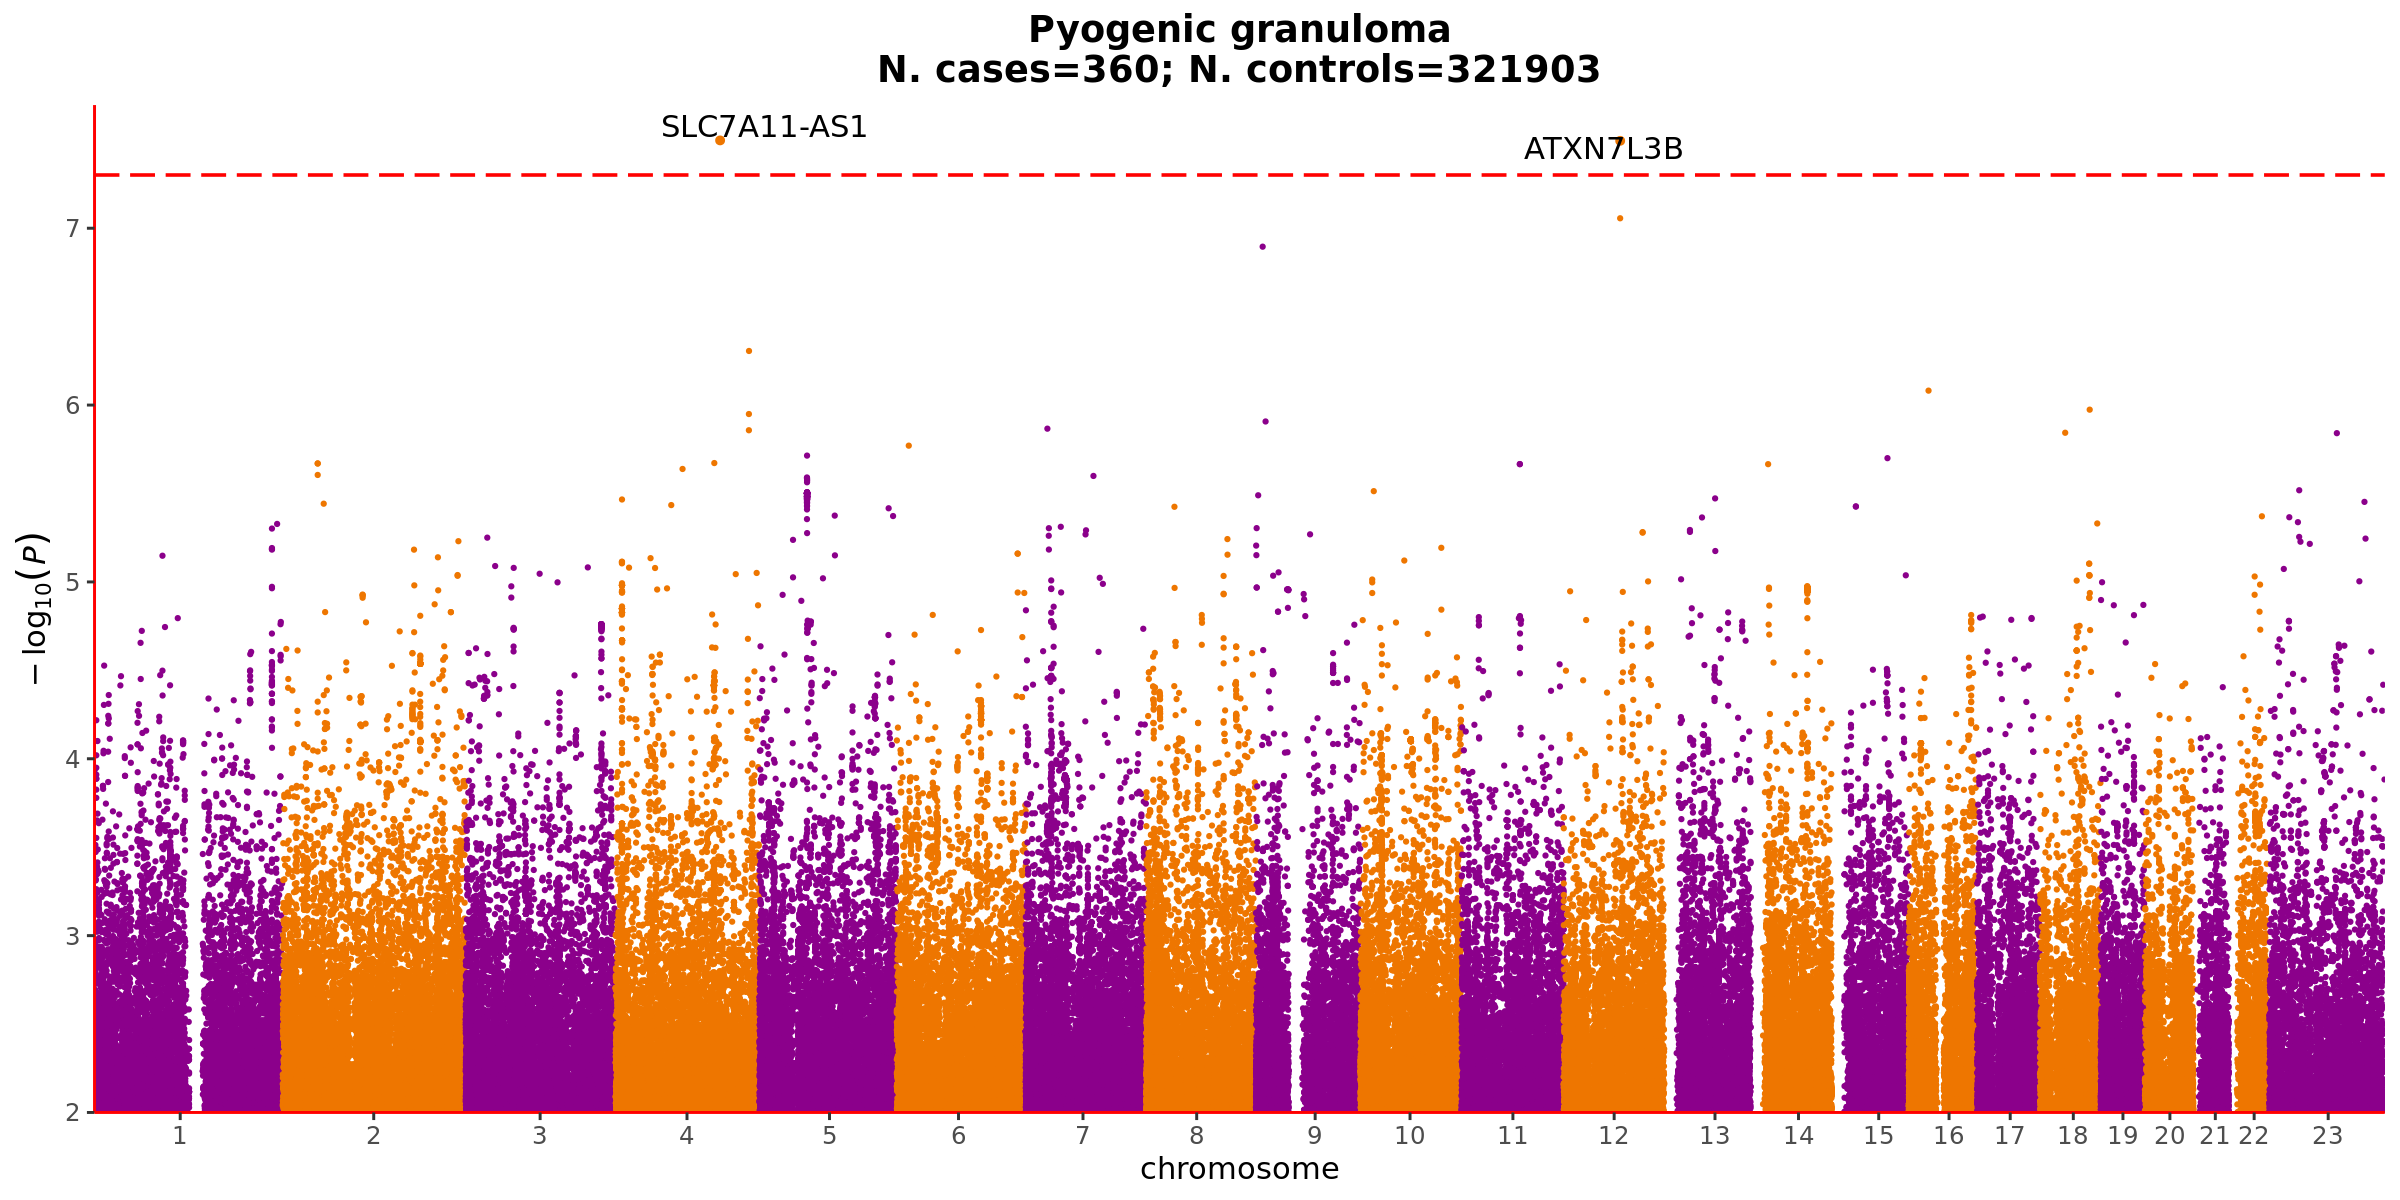 Pyogenic granuloma
N. cases=360; N. controls=321903
SLC7A11-AS1
ATXN7L3B
7
6
5
4
3
2
−log10(P)
1 2 3 4 5 6 7 8 9 10 11 12 13 14 15 16 17 18 19 20 21 22 23
chromosome